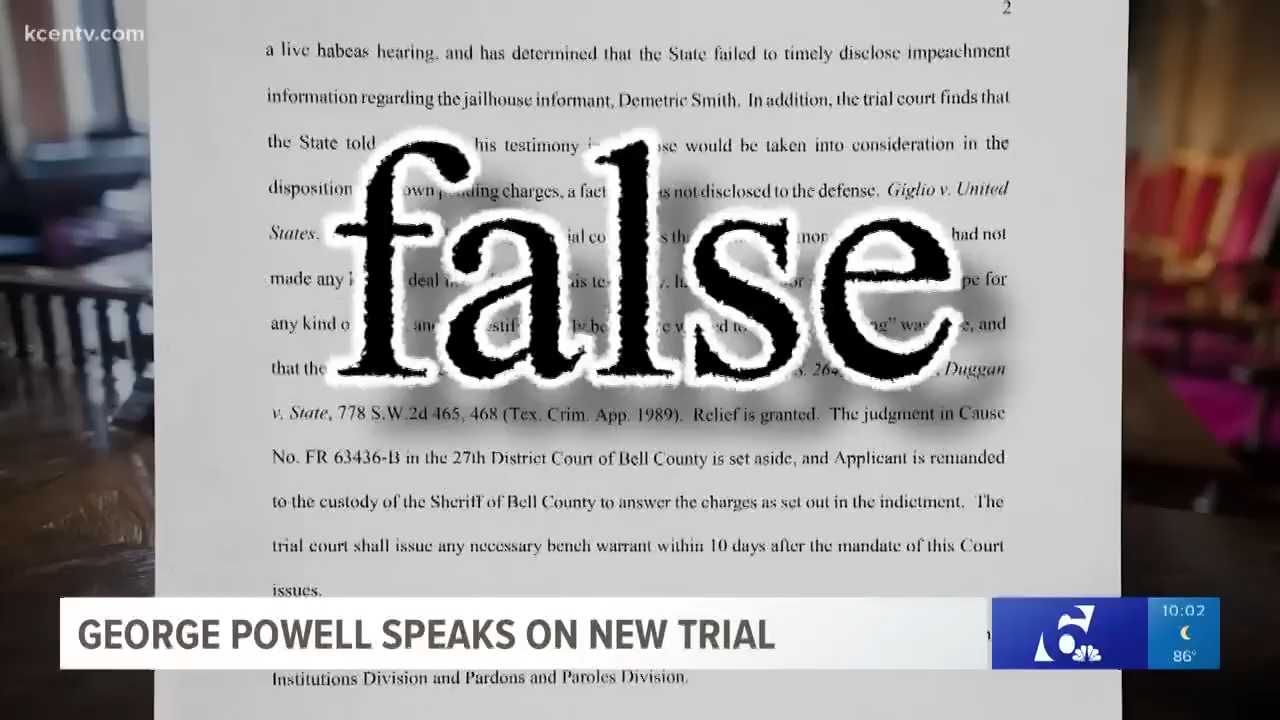 kcentv.com
2
a live habeas hearing, and has determined that the State failed to timely disclose impeachment
information regarding the jailhouse informant, Demetric Smith. In addition, the trial court finds that
the State told his testimony would be taken into consideration in the
disposition own charges, a fact not disclosed to the defense. Giglio v. United
States. had not
made any deal for
any kind and
that the Duggan
v. State, 778 S.W.2d 465, 468 (Tex. Crim. App. 1989). Relief is granted. The judgment in Cause
No. FR 63436-B in the 27th District Court of Bell County is set aside, and Applicant is remanded
to the custody of the Sheriff of Bell County to answer the charges as set out in the indictment. The
trial court shall issue any necessary bench warrant within 10 days after the mandate of this Court
issues.
false
GEORGE POWELL SPEAKS ON NEW TRIAL
6
10:02
86°
Institutions Division and Pardons and Paroles Division.